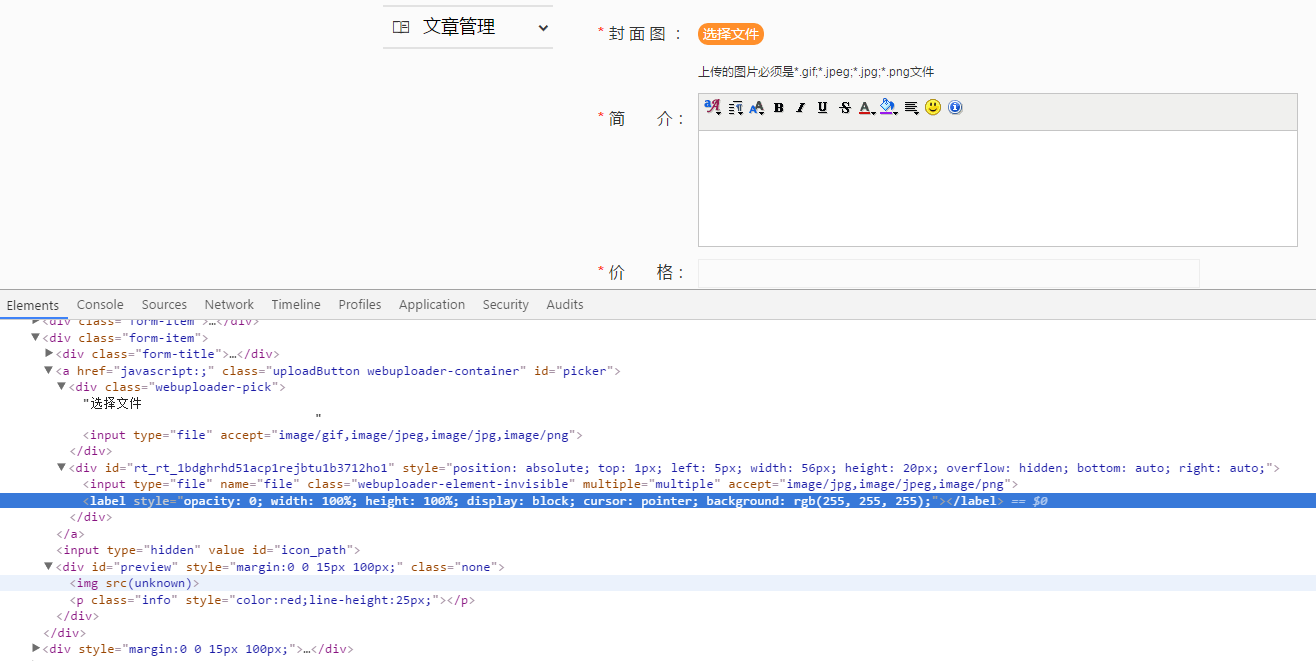 文章管理
*封 面 图 ： 选择文件
上传的图片必须是*.gif;*.jpeg;*.jpg;*.png文件
*简 介：
*价 格：
Elements Console Sources Network Timeline Profiles Application Security Audits
<div class="form-item">…</div>
<div class="form-item">
<div class="form-title">…</div>
<a href="javascript:;" class="uploadButton webuploader-container" id="picker">
<div class="webuploader-pick">
"选择文件
"
<input type="file" accept="image/gif,image/jpeg,image/jpg,image/png">
</div>
<div id="rt_rt_1bdghrhd51acp1rejbtu1b3712ho1" style="position: absolute; top: 1px; left: 5px; width: 56px; height: 20px; overflow: hidden; bottom: auto; right: auto;">
<input type="file" name="file" class="webuploader-element-invisible" multiple="multiple" accept="image/jpg,image/jpeg,image/png">
<label style="opacity: 0; width: 100%; height: 100%; display: block; cursor: pointer; background: rgb(255, 255, 255);"></label> == $0
</div>
</a>
<input type="hidden" value id="icon_path">
<div id="preview" style="margin:0 0 15px 100px;" class="none">
<img src(unknown)>
<p class="info" style="color:red;line-height:25px;"></p>
</div>
</div>
<div style="margin:0 0 15px 100px;">…</div>